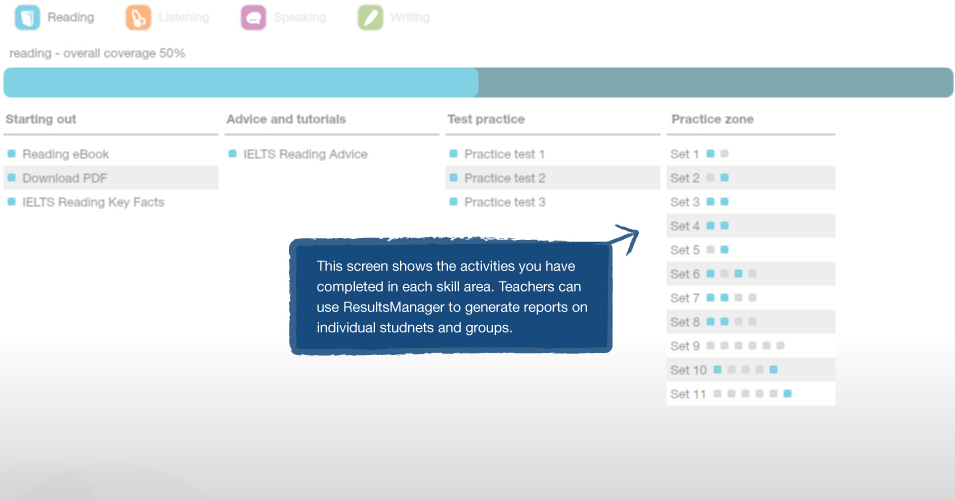 Reading Listening Speaking Writing
reading - overall coverage 50%
Starting out Advice and tutorials Test practice Practice zone
Reading eBook IELTS Reading Advice Practice test 1 Set 1
Download PDF Practice test 2 Set 2
IELTS Reading Key Facts Practice test 3 Set 3
Set 4
Set 5
Set 6
Set 7
Set 8
Set 9
Set 10
Set 11
This screen shows the activities you have
completed in each skill area. Teachers can
use ResultsManager to generate reports on
individual studnets and groups.